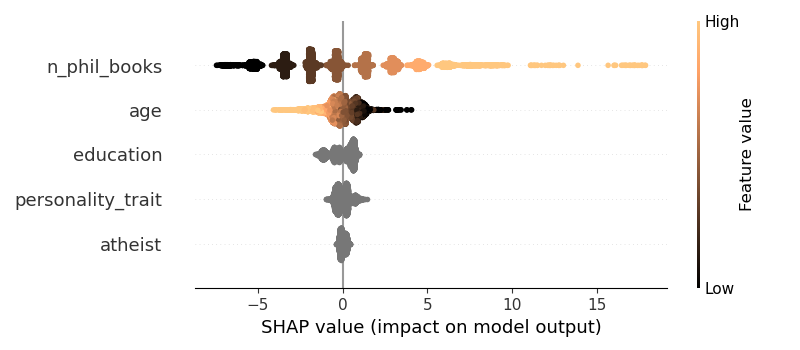 n_phil_books
age
education
personality_trait
atheist
−5
0
5
10
15
SHAP value (impact on model output)
High
Feature value
Low